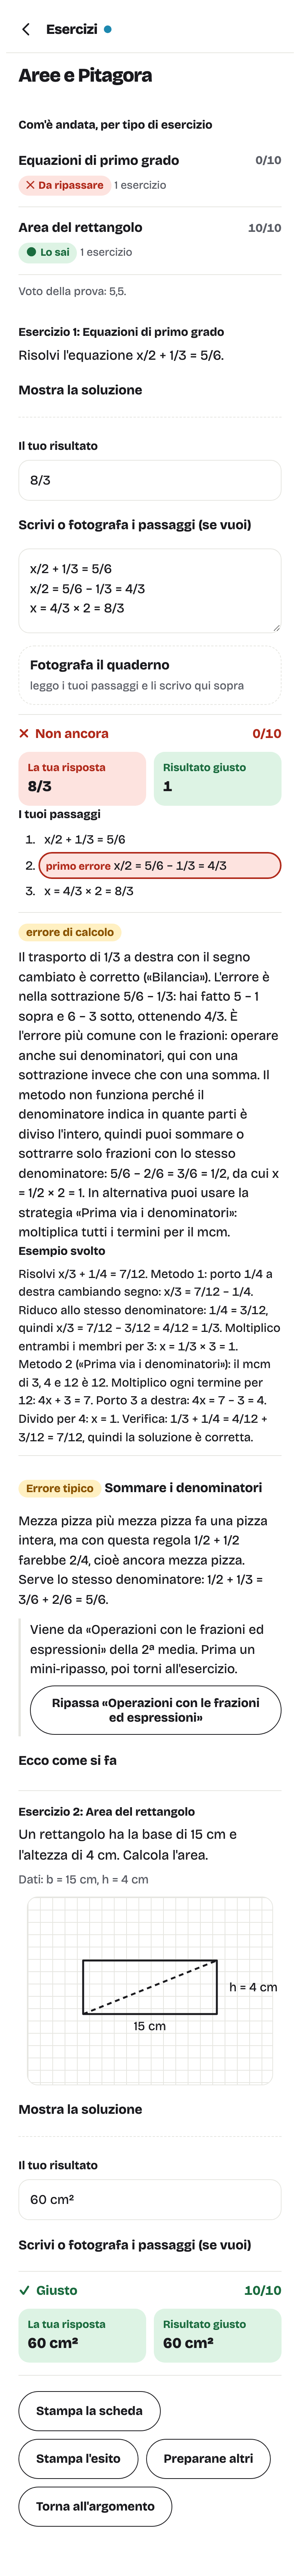 Esercizi
Aree e Pitagora
Com'è andata, per tipo di esercizio
Equazioni di primo grado 0/10
✕ Da ripassare 1 esercizio
Area del rettangolo 10/10
Lo sai 1 esercizio
Voto della prova: 5,5.
Esercizio 1: Equazioni di primo grado
Risolvi l'equazione x/2 + 1/3 = 5/6.
Mostra la soluzione
Il tuo risultato
8/3
Scrivi o fotografa i passaggi (se vuoi)
x/2 + 1/3 = 5/6
x/2 = 5/6 − 1/3 = 4/3
x = 4/3 × 2 = 8/3
Fotografa il quaderno
leggo i tuoi passaggi e li scrivo qui sopra
✕ Non ancora 0/10
La tua risposta
8/3
Risultato giusto
1
I tuoi passaggi
1. x/2 + 1/3 = 5/6
2. primo errore x/2 = 5/6 − 1/3 = 4/3
3. x = 4/3 × 2 = 8/3
errore di calcolo
Il trasporto di 1/3 a destra con il segno
cambiato è corretto («Bilancia»). L'errore è
nella sottrazione 5/6 − 1/3: hai fatto 5 − 1
sopra e 6 − 3 sotto, ottenendo 4/3. È
l'errore più comune con le frazioni: operare
anche sui denominatori, qui con una
sottrazione invece che con una somma. Il
metodo non funziona perché il
denominatore indica in quante parti è
diviso l'intero, quindi puoi sommare o
sottrarre solo frazioni con lo stesso
denominatore: 5/6 − 2/6 = 3/6 = 1/2, da cui x
= 1/2 × 2 = 1. In alternativa puoi usare la
strategia «Prima via i denominatori»:
moltiplica tutti i termini per il mcm.
Esempio svolto
Risolvi x/3 + 1/4 = 7/12. Metodo 1: porto 1/4 a
destra cambiando segno: x/3 = 7/12 − 1/4.
Riduco allo stesso denominatore: 1/4 = 3/12,
quindi x/3 = 7/12 − 3/12 = 4/12 = 1/3. Moltiplico
entrambi i membri per 3: x = 1/3 × 3 = 1.
Metodo 2 («Prima via i denominatori»): il mcm
di 3, 4 e 12 è 12. Moltiplico ogni termine per
12: 4x + 3 = 7. Porto 3 a destra: 4x = 7 − 3 = 4.
Divido per 4: x = 1. Verifica: 1/3 + 1/4 = 4/12 +
3/12 = 7/12, quindi la soluzione è corretta.
Errore tipico Sommare i denominatori
Mezza pizza più mezza pizza fa una pizza
intera, ma con questa regola 1/2 + 1/2
farebbe 2/4, cioè ancora mezza pizza.
Serve lo stesso denominatore: 1/2 + 1/3 =
3/6 + 2/6 = 5/6.
Viene da «Operazioni con le frazioni ed
espressioni» della 2ª media. Prima un
mini-ripasso, poi torni all'esercizio.
Ripassa «Operazioni con le frazioni
ed espressioni»
Ecco come si fa
Esercizio 2: Area del rettangolo
Un rettangolo ha la base di 15 cm e
l'altezza di 4 cm. Calcola l'area.
Dati: b = 15 cm, h = 4 cm
h = 4 cm
15 cm
Mostra la soluzione
Il tuo risultato
60 cm²
Scrivi o fotografa i passaggi (se vuoi)
✓ Giusto 10/10
La tua risposta
60 cm²
Risultato giusto
60 cm²
Stampa la scheda
Stampa l'esito
Preparane altri
Torna all'argomento